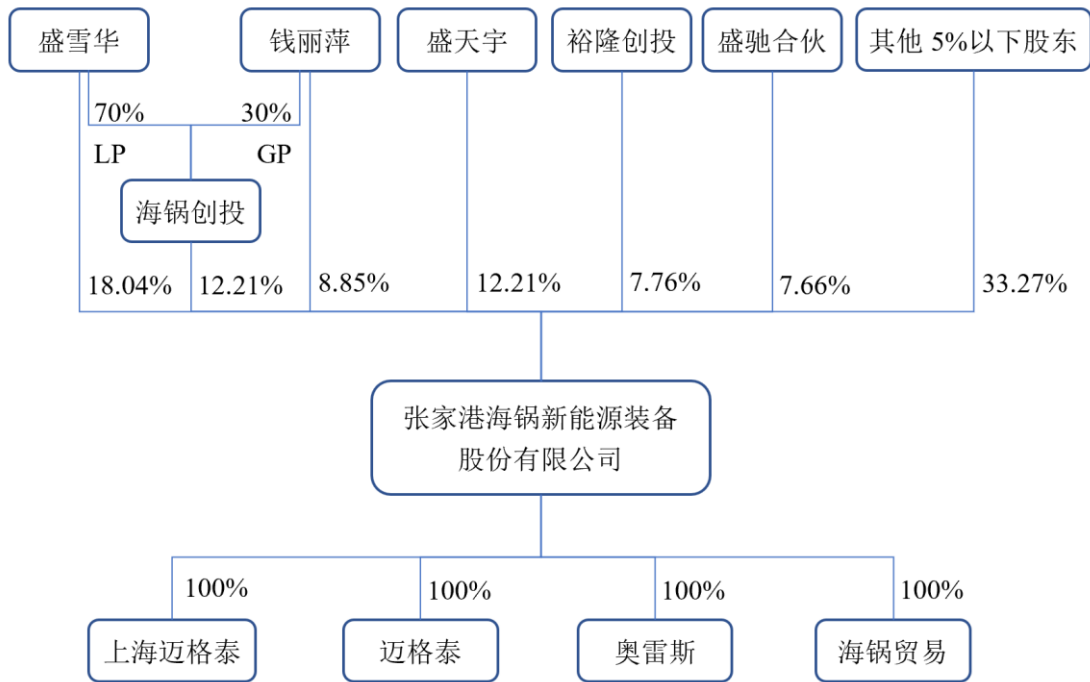 盛雪华
钱丽萍
盛天宇
裕隆创投
盛驰合伙
其他 5%以下股东
70%
30%
LP
GP
海锅创投
18.04%
12.21%
8.85%
12.21%
7.76%
7.66%
33.27%
张家港海锅新能源装备
股份有限公司
100%
100%
100%
100%
上海迈格泰
迈格泰
奥雷斯
海锅贸易